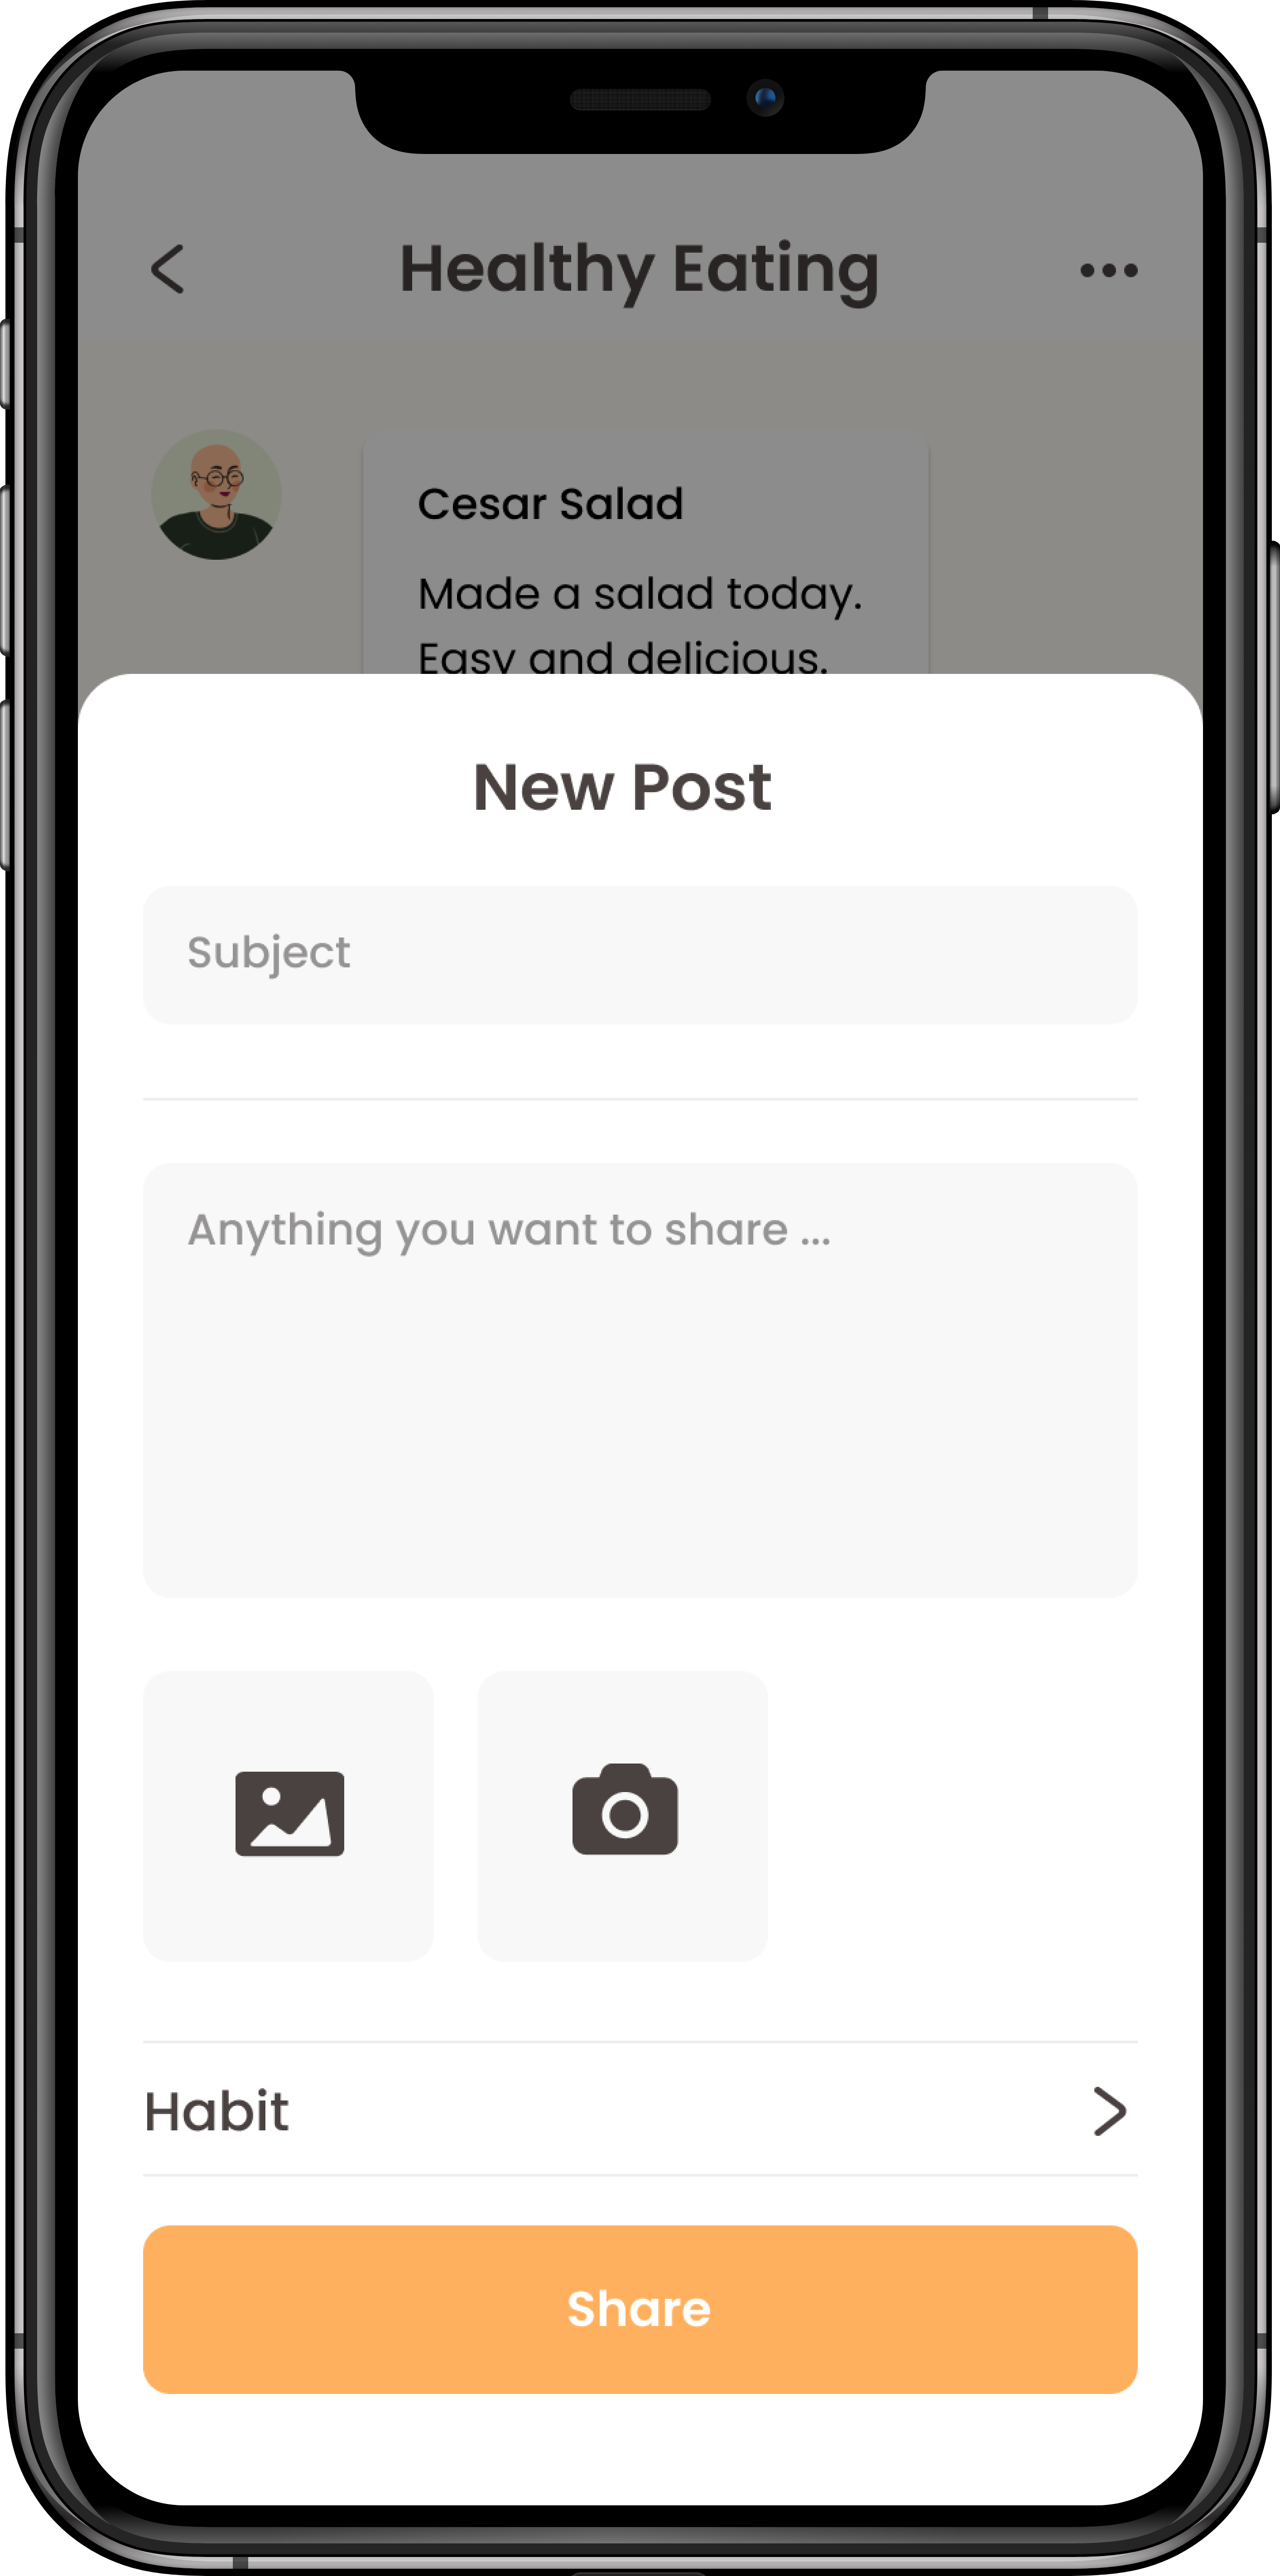 Healthy Eating
Cesar Salad
Made a salad today.
Easy and delicious.
New Post
Subject
Anything you want to share ...
Habit
Share